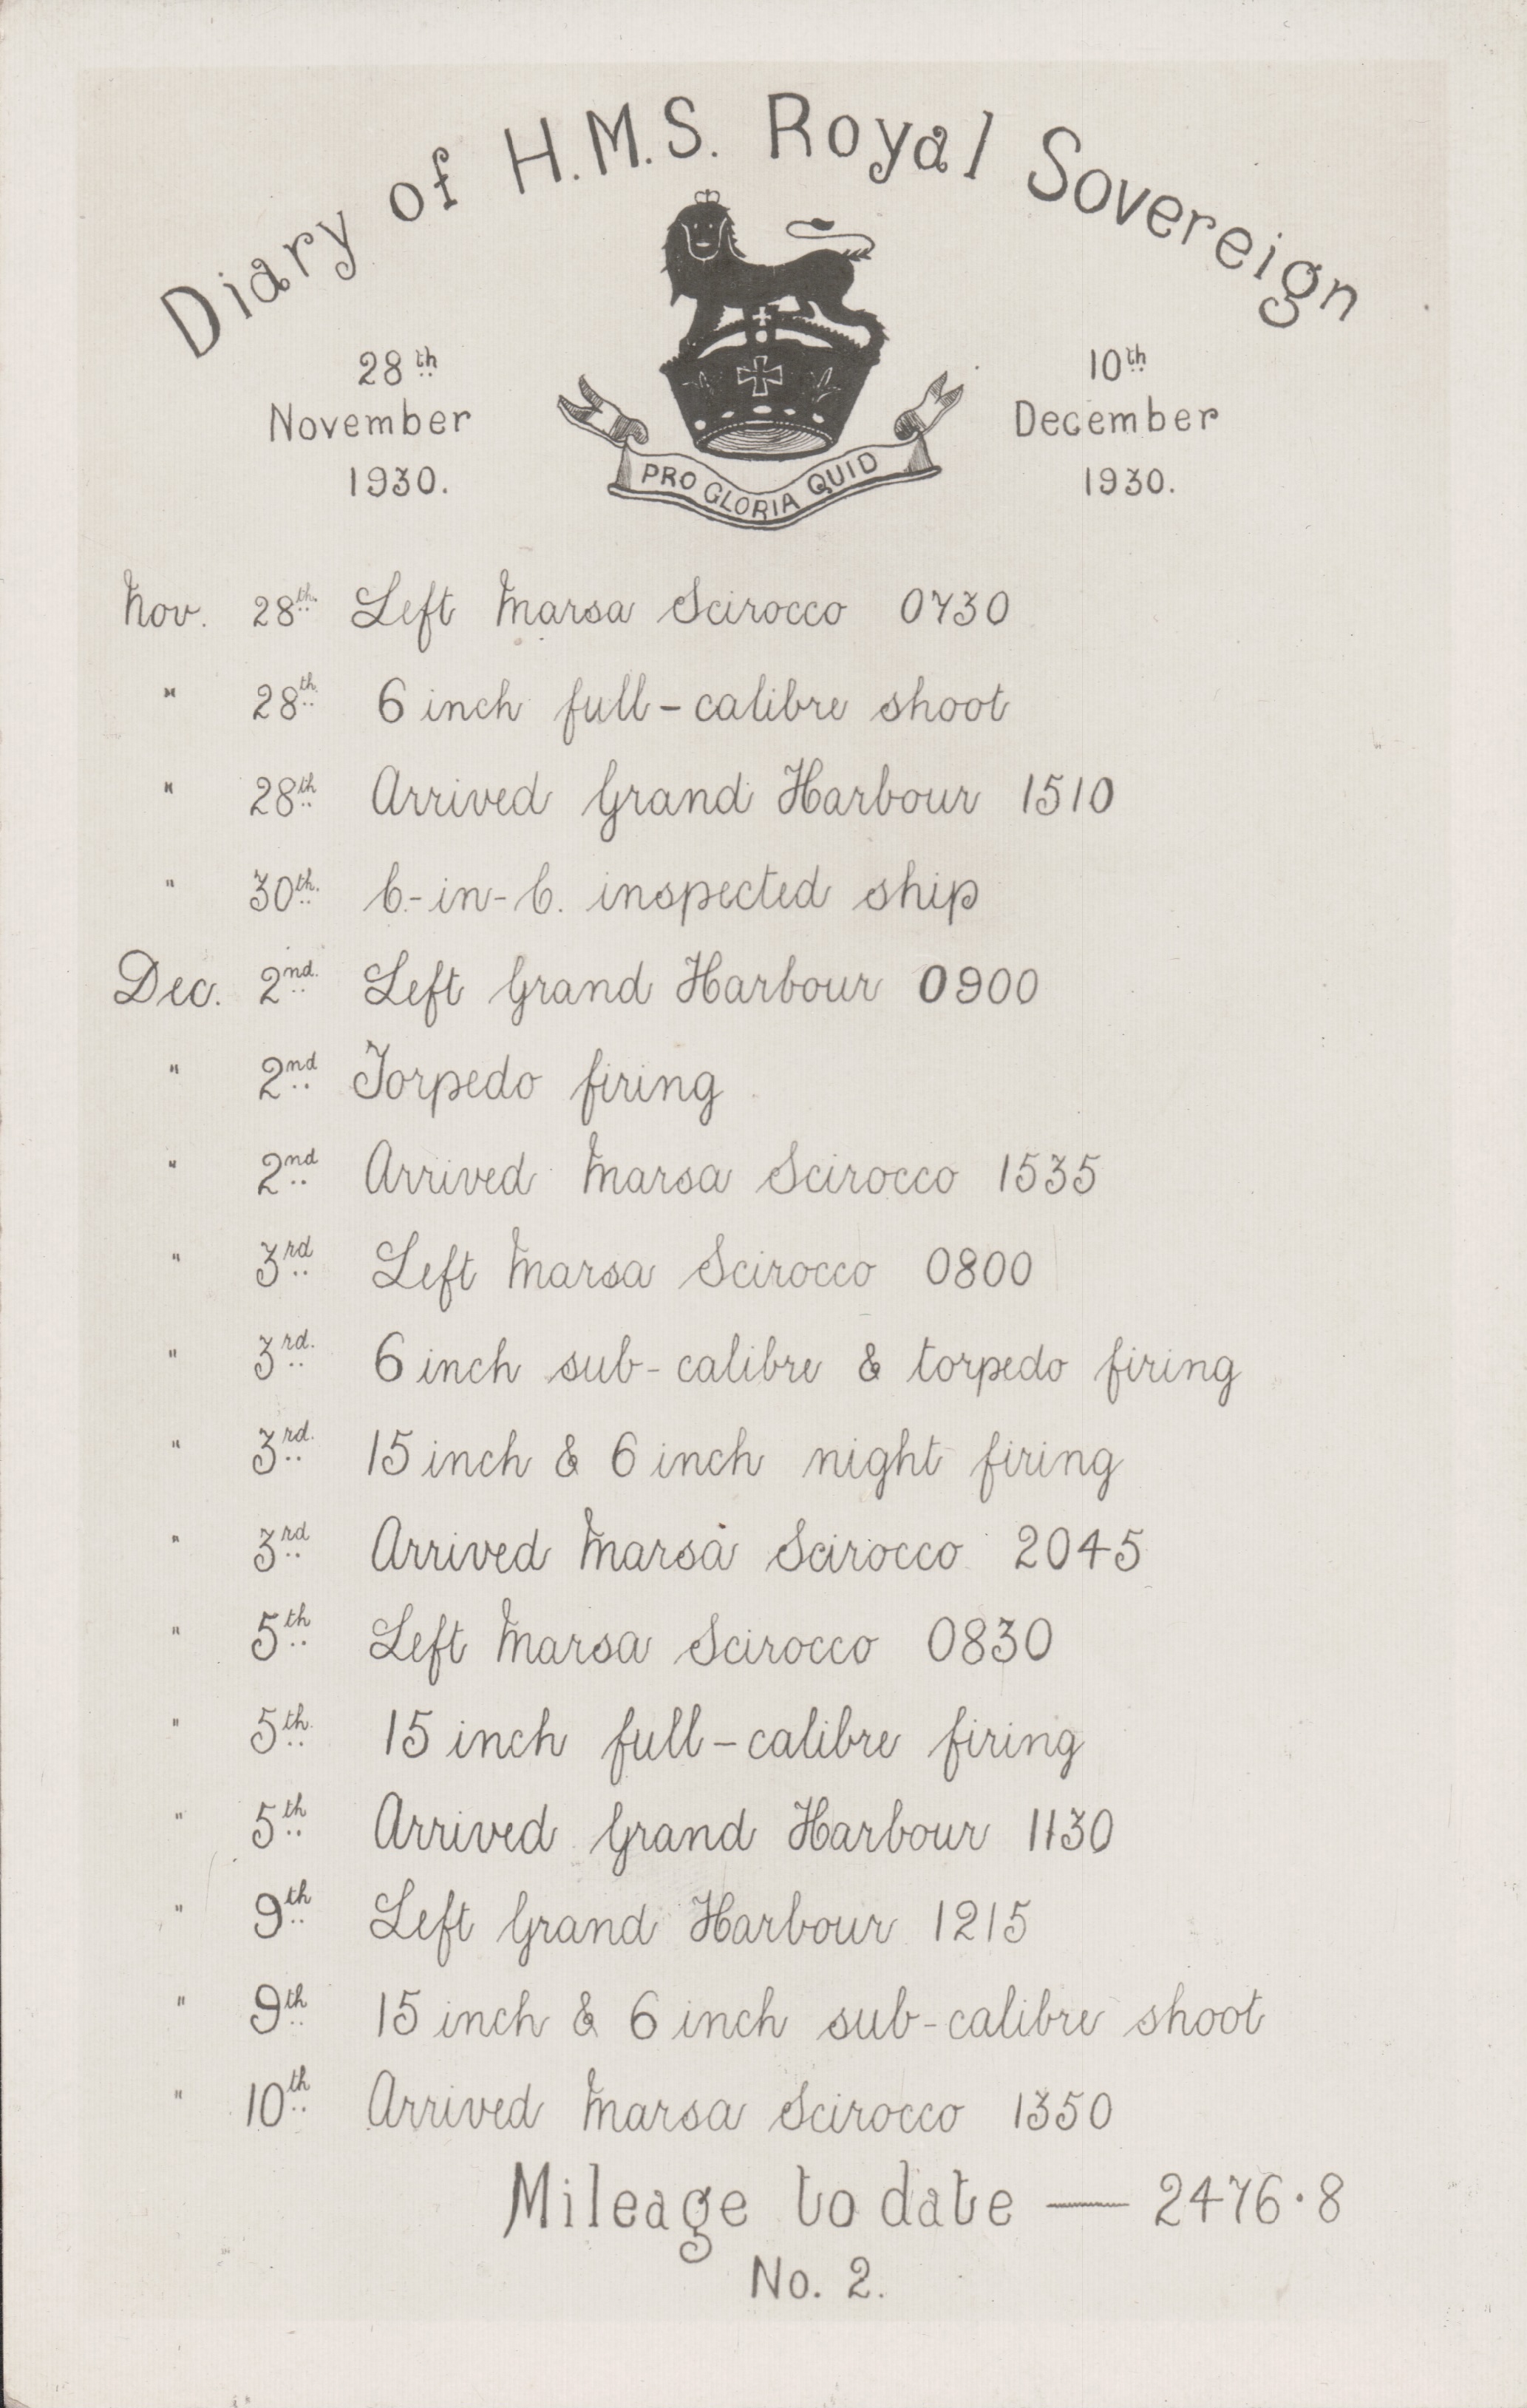 Diary of H.M.S. Royal Sovereign
28th
November
1930.
10th
December
1930.
PRO GLORIA QUID
Nov. 28th. Left Marsa Scirocco 0730
" 28th. 6 inch full-calibre shoot
" 28th Arrived Grand Harbour 1510
" 30th. C.-in-C. inspected ship
Dec. 2nd. Left Grand Harbour 0900
" 2nd Torpedo firing
" 2nd Arrived Marsa Scirocco 1535
" 3rd Left Marsa Scirocco 0800
" 3rd. 6 inch sub-calibre & torpedo firing
" 3rd. 15 inch & 6 inch night firing
" 3rd Arrived Marsa Scirocco 2045
" 5th Left Marsa Scirocco 0830
" 5th. 15 inch full-calibre firing
" 5th Arrived Grand Harbour 1130
" 9th Left Grand Harbour 1215
" 9th 15 inch & 6 inch sub-calibre shoot
" 10th Arrived Marsa Scirocco 1350
Mileage to date — 2476·8
No. 2.